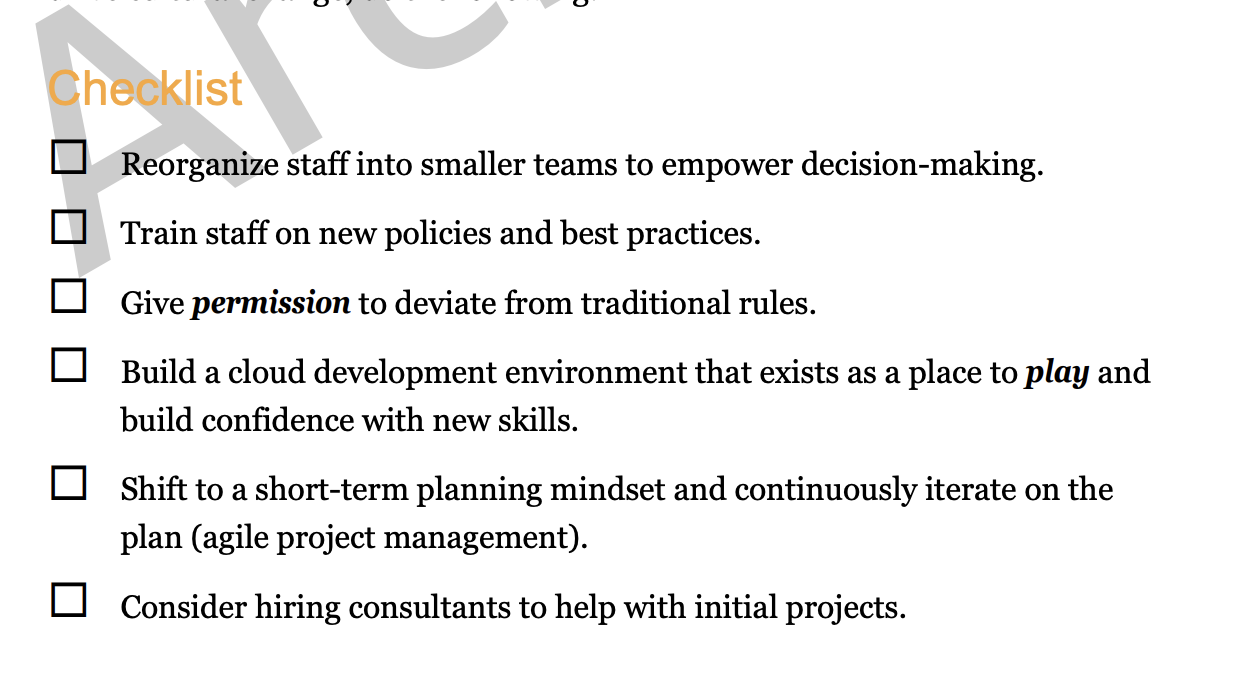 Checklist
☐ Reorganize staff into smaller teams to empower decision-making.
☐ Train staff on new policies and best practices.
☐ Give permission to deviate from traditional rules.
☐ Build a cloud development environment that exists as a place to play and
build confidence with new skills.
☐ Shift to a short-term planning mindset and continuously iterate on the
plan (agile project management).
☐ Consider hiring consultants to help with initial projects.